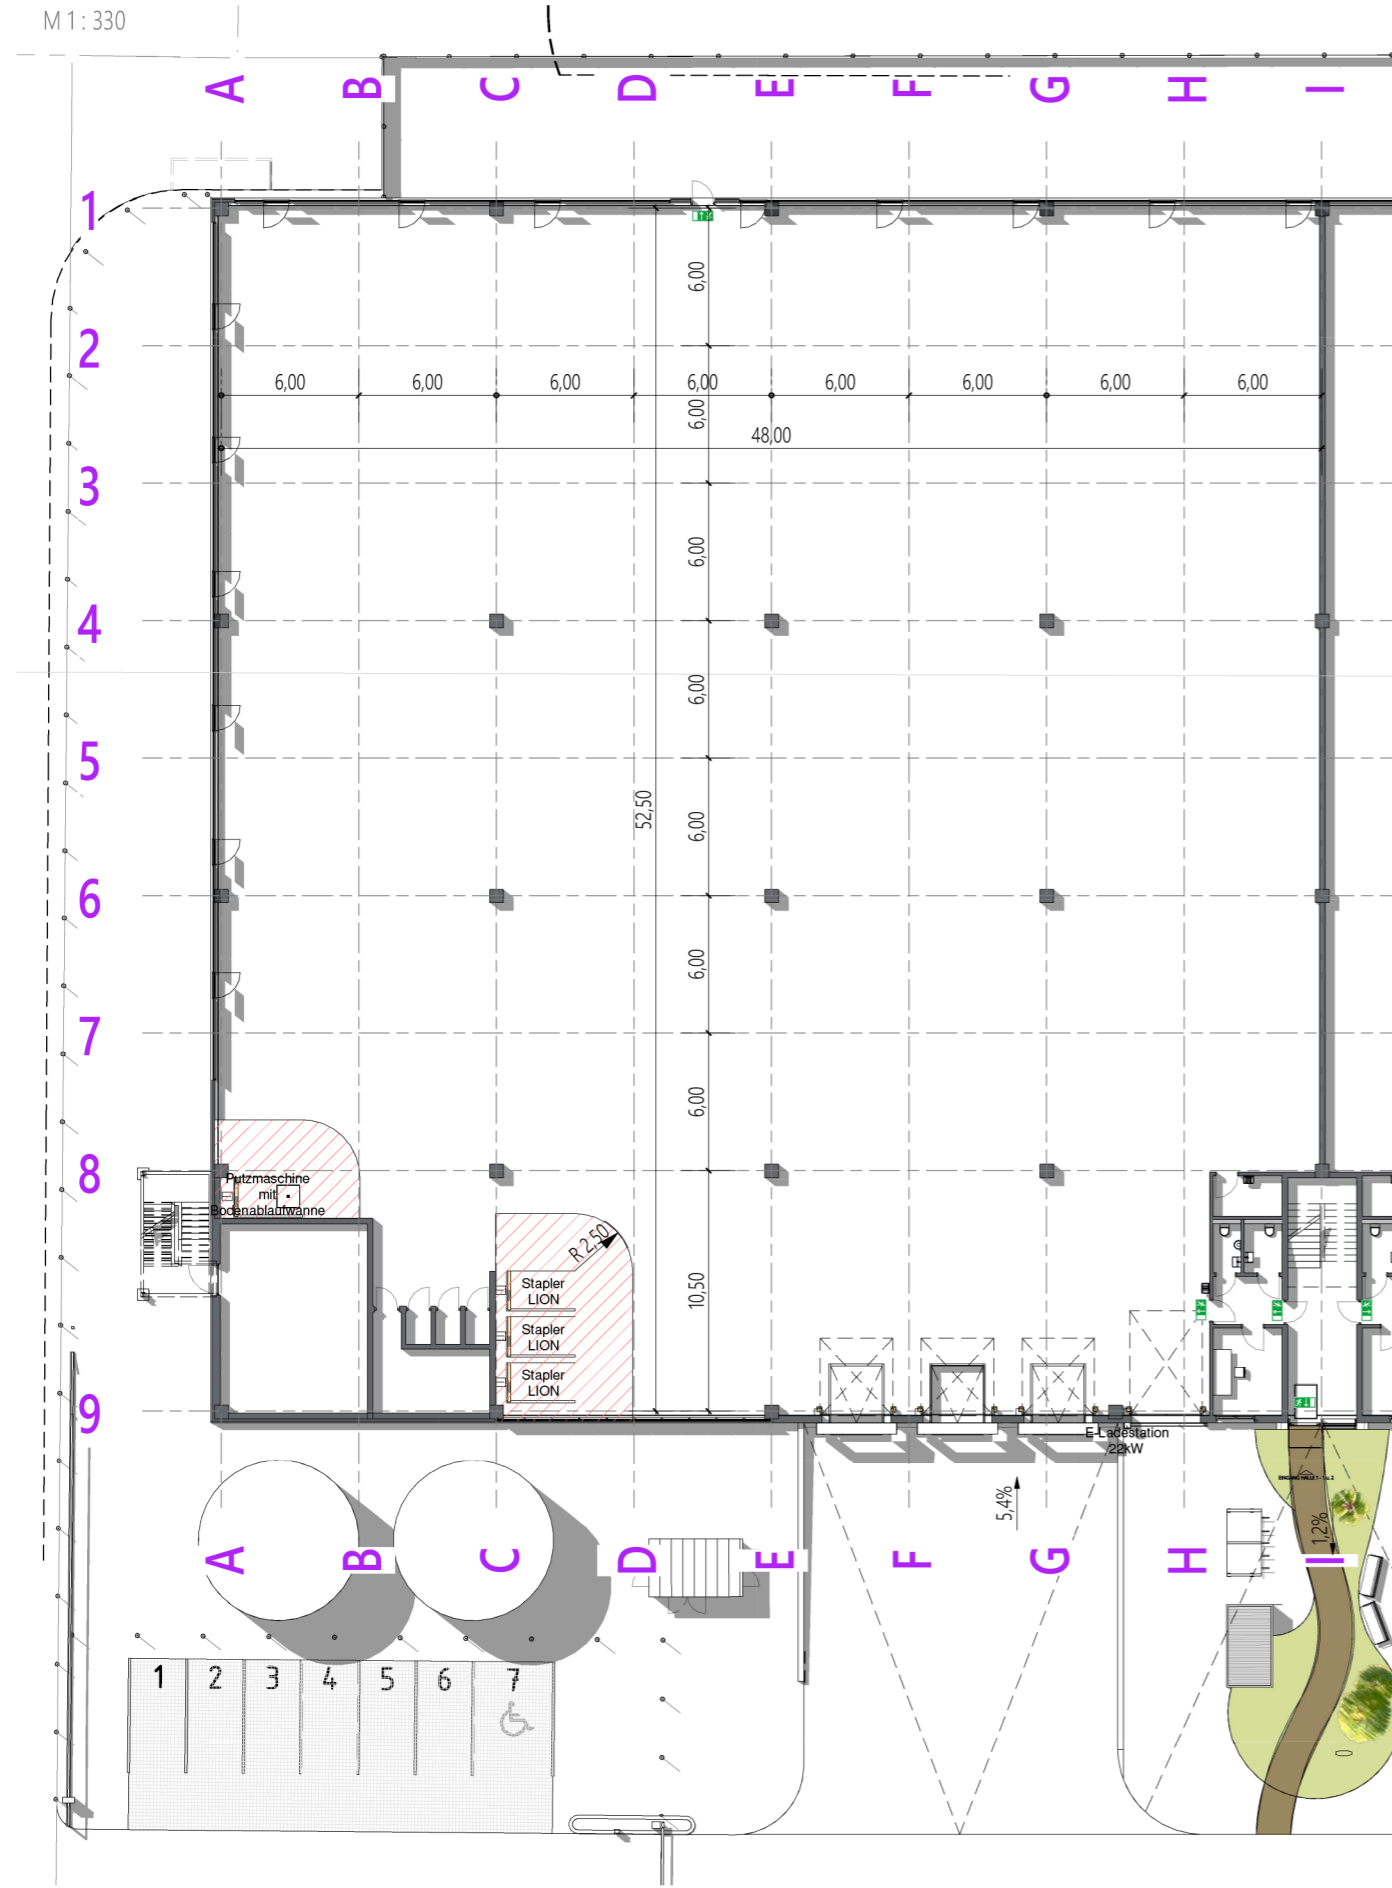 M 1 : 330
A B C D E F G H I
1
6,00
2
6,00 6,00 6,00 6,00 6,00 6,00 6,00 6,00
6,00
48,00
3
6,00
4
6,00
5
52,50
6,00
6
6,00
7
6,00
8
Putzmaschine
mit
Bodenablaufwanne
R 2,50
10,50
Stapler
LION
Stapler
LION
Stapler
LION
9
E-Ladestation
22kW
5,4%
1,2%
A B C D E F G H I
1 2 3 4 5 6 7